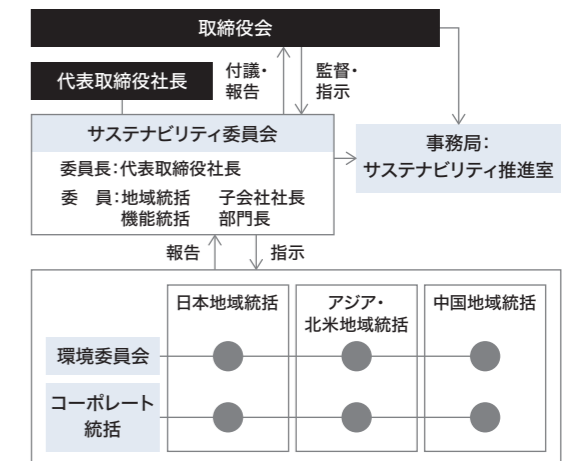 取締役会
代表取締役社長
付議・
報告
監督・
指示
サステナビリティ委員会
委員長：代表取締役社長
委　員：地域統括　子会社社長
機能統括　部門長
事務局：
サステナビリティ推進室
報告
指示
日本地域統括
アジア・
北米地域統括
中国地域統括
環境委員会
コーポレート
統括